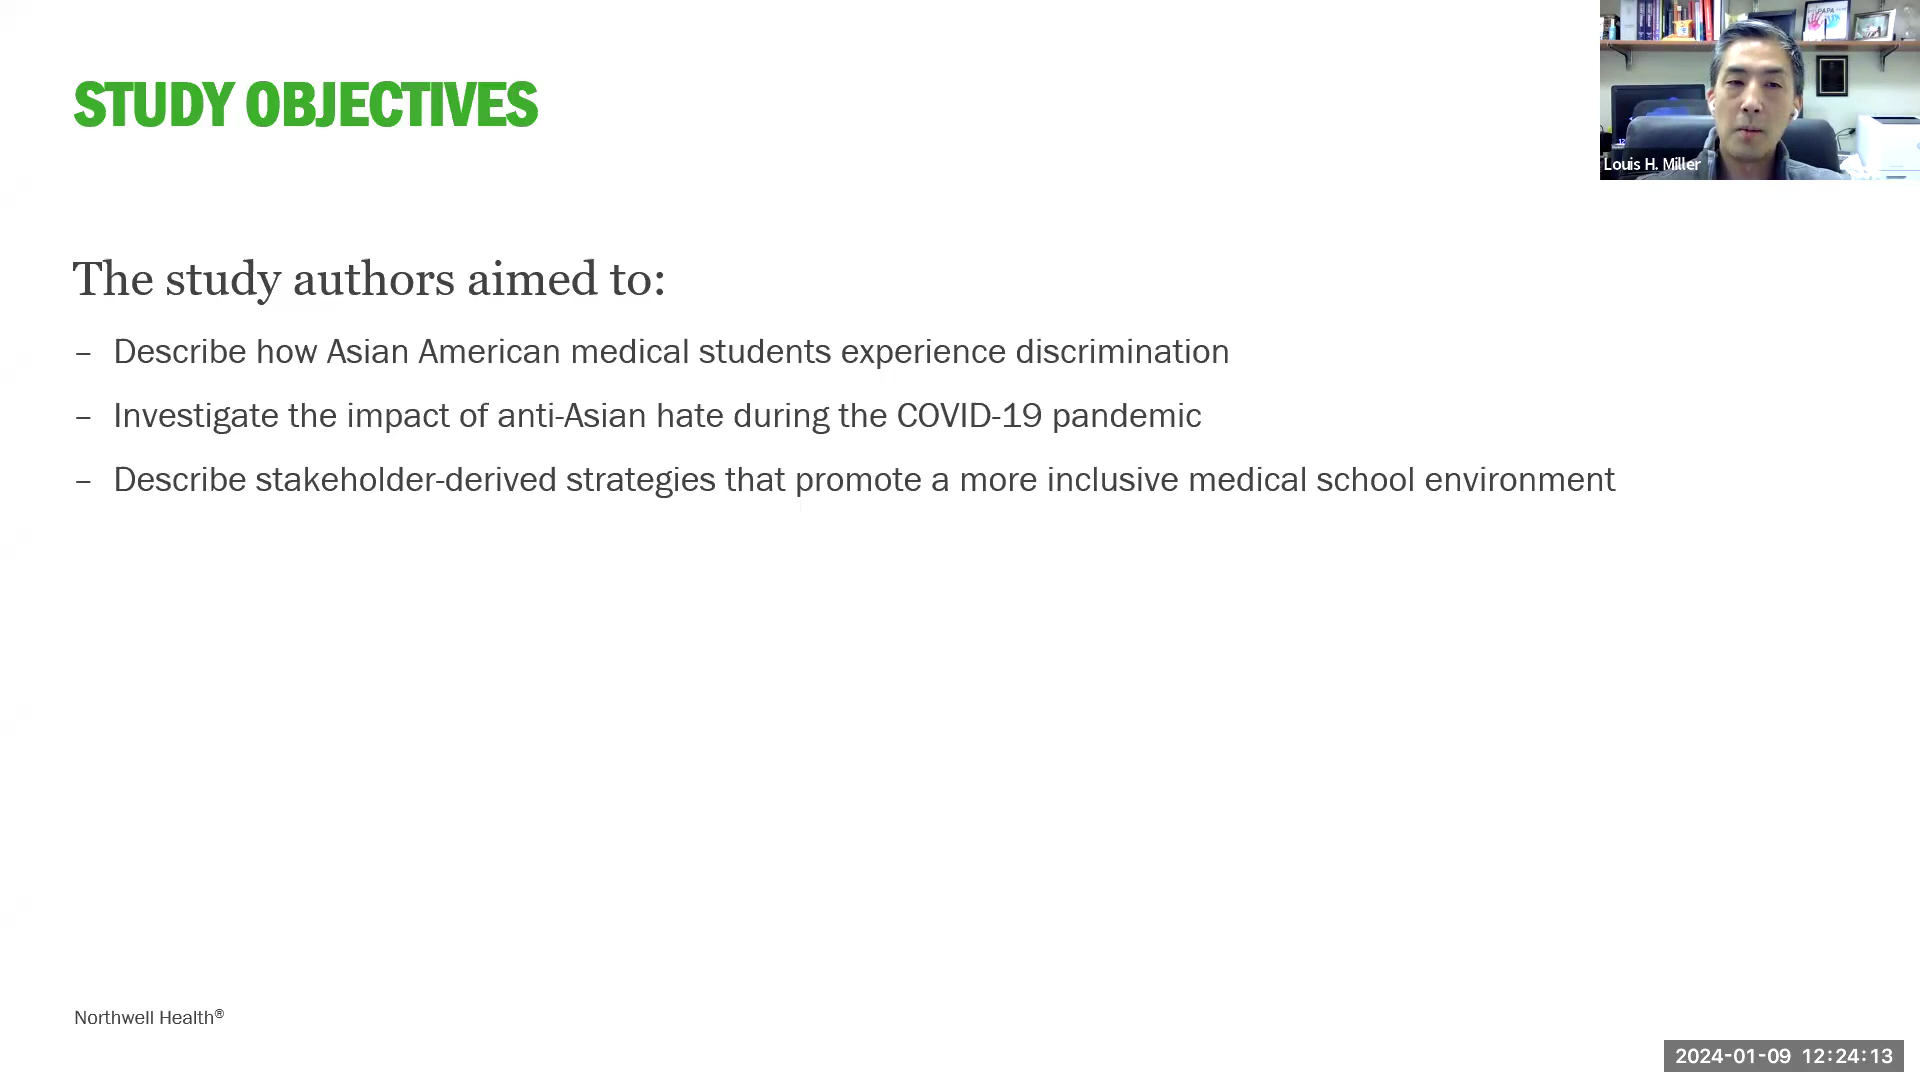 STUDY OBJECTIVES
PAPA
Louis H. Miller
The study authors aimed to:
– Describe how Asian American medical students experience discrimination
– Investigate the impact of anti-Asian hate during the COVID-19 pandemic
– Describe stakeholder-derived strategies that promote a more inclusive medical school environment
Northwell Health®
2024-01-09 12:24:13